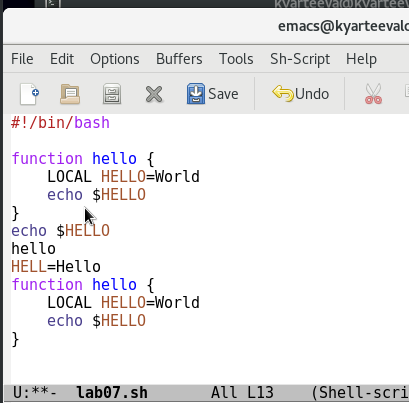 kyarteeval@kyarteeval
emacs@kyarteevalo
File Edit Options Buffers Tools Sh-Script Help
Save Undo
#!/bin/bash
function hello {
LOCAL HELLO=World
echo $HELLO
}
echo $HELLO
hello
HELL=Hello
function hello {
LOCAL HELLO=World
echo $HELLO
}
U:**- lab07.sh All L13 (Shell-scri